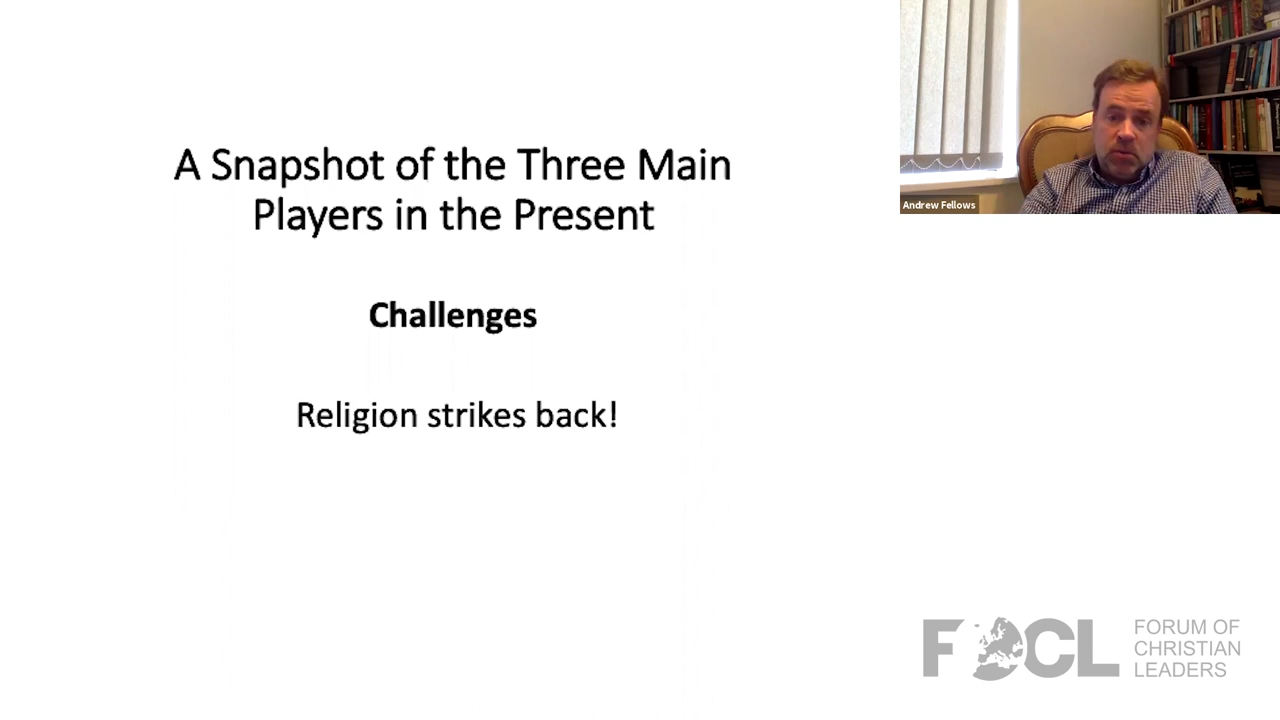 A Snapshot of the Three Main
Players in the Present
Challenges
Religion strikes back!
Andrew Fellows
FOCL
FORUM OF
CHRISTIAN
LEADERS